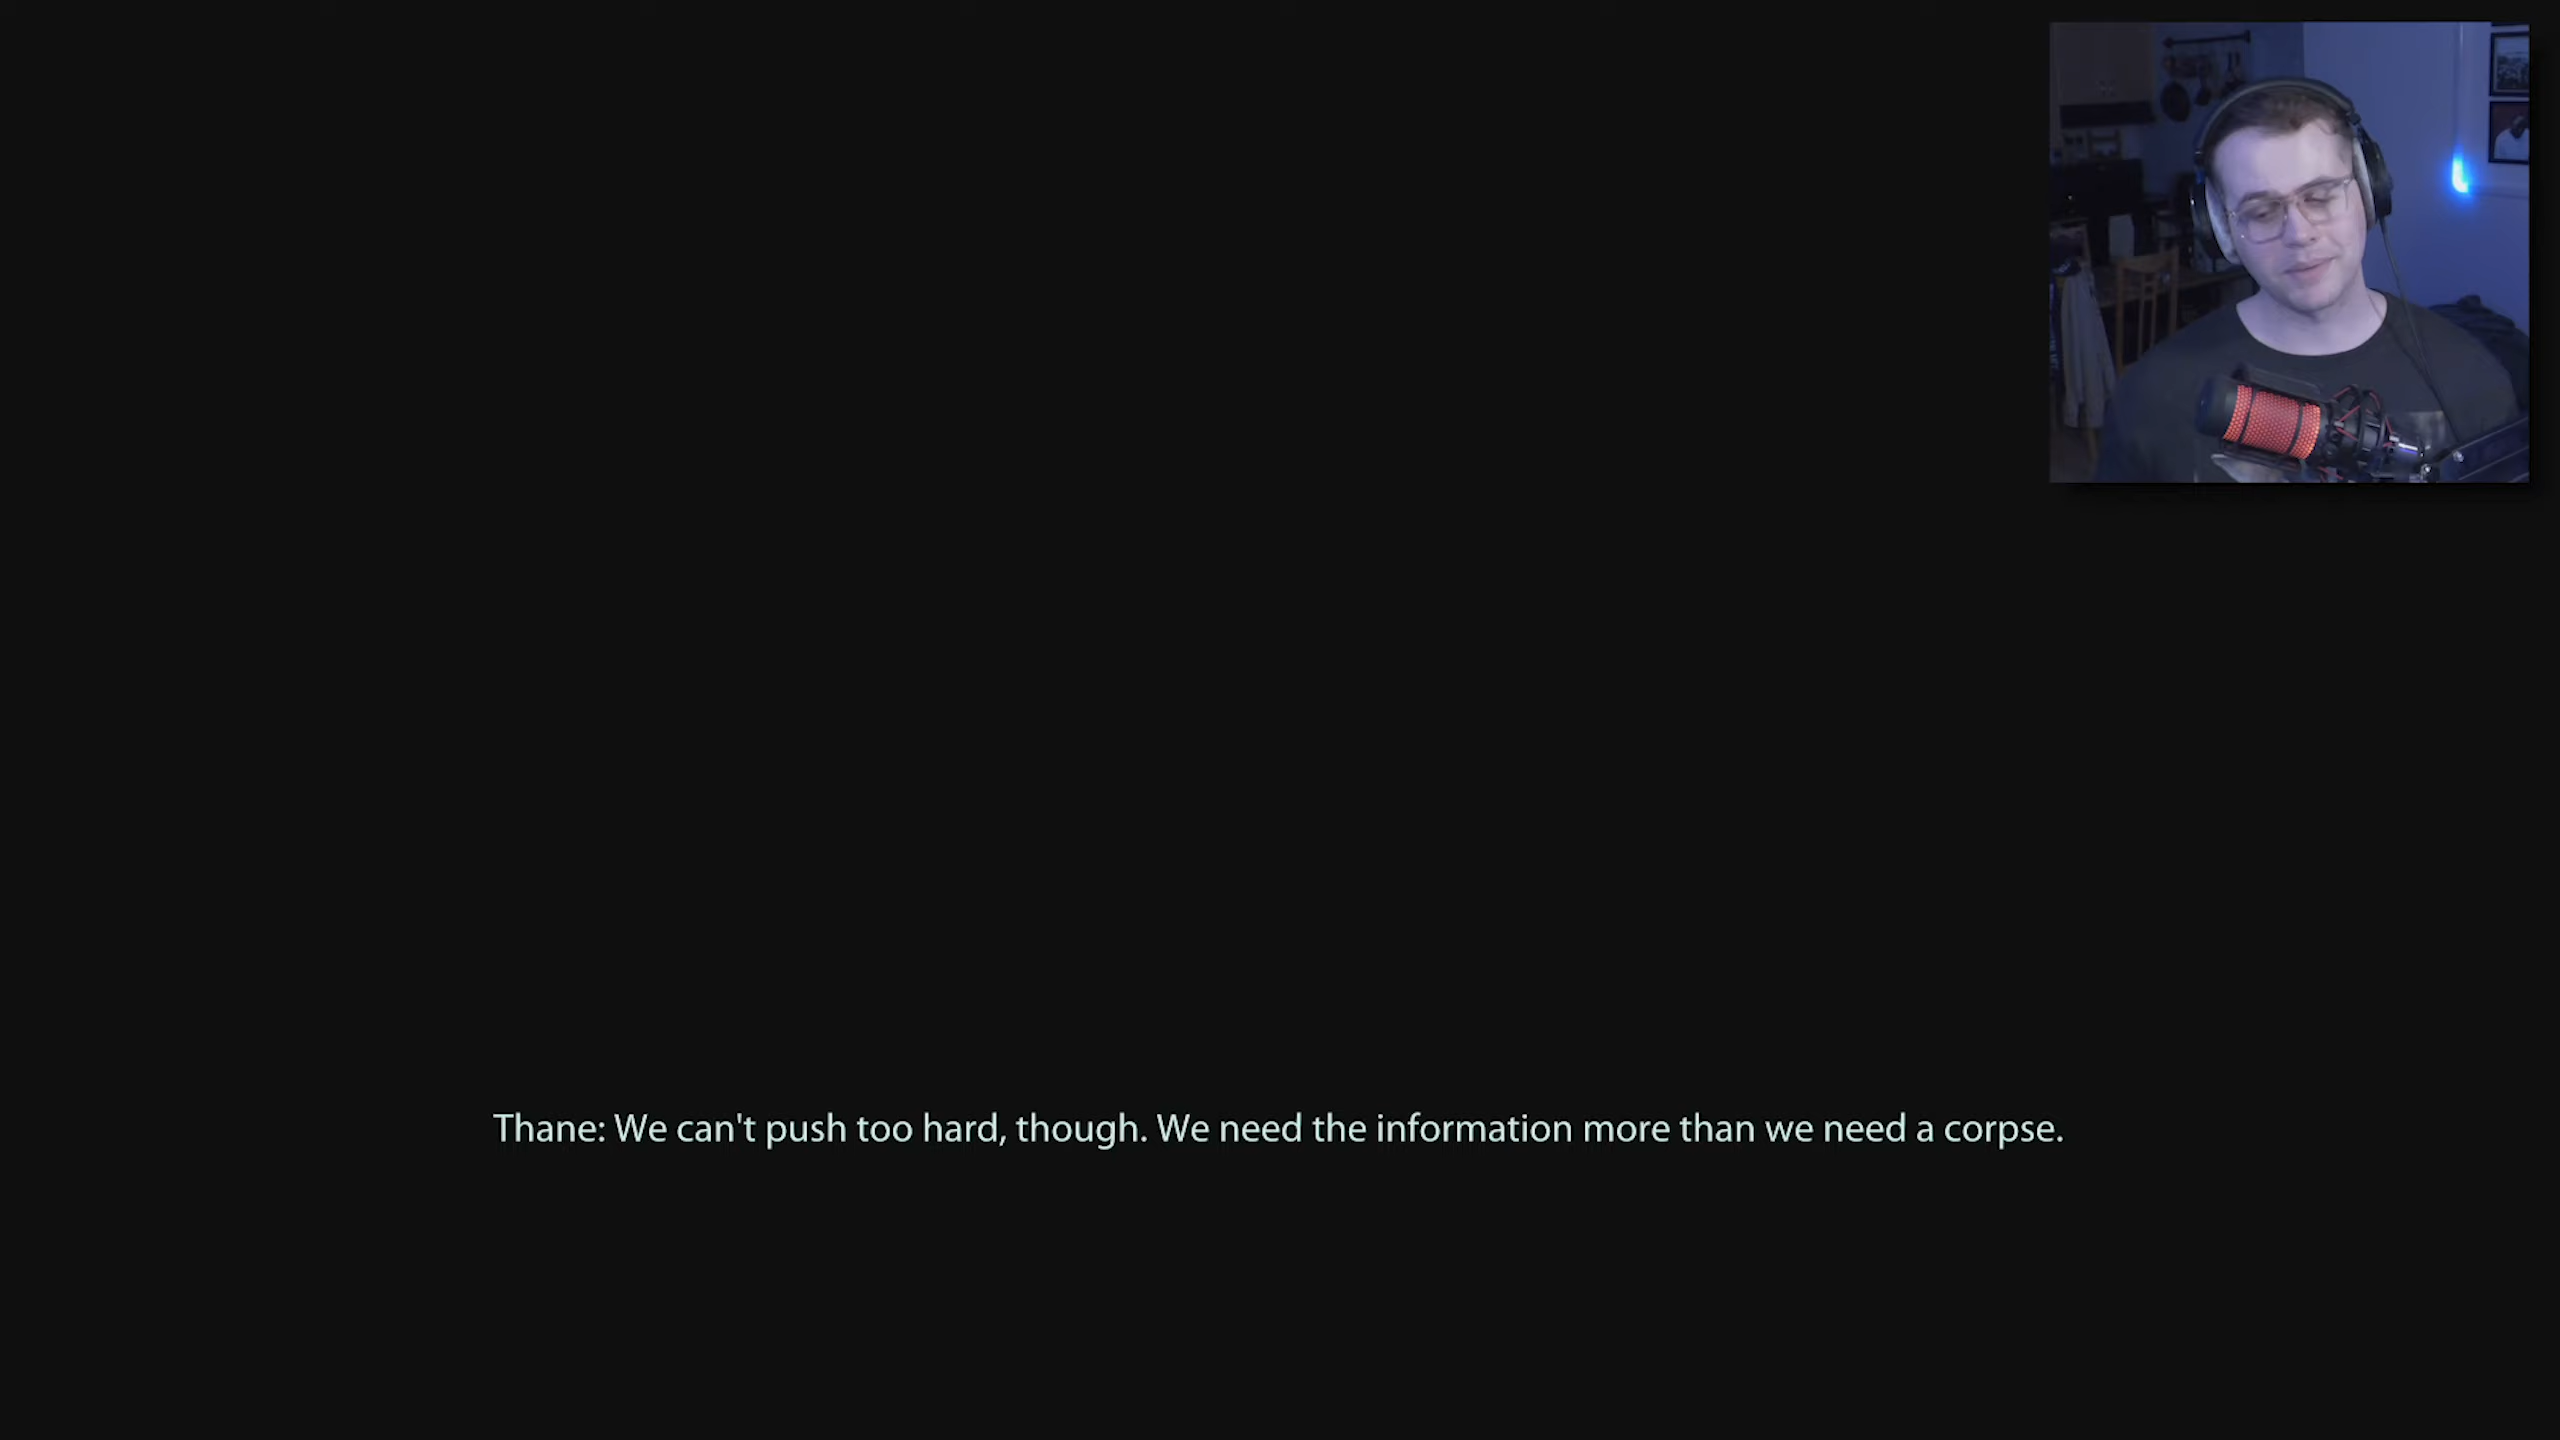 Thane: We can't push too hard, though. We need the information more than we need a corpse.